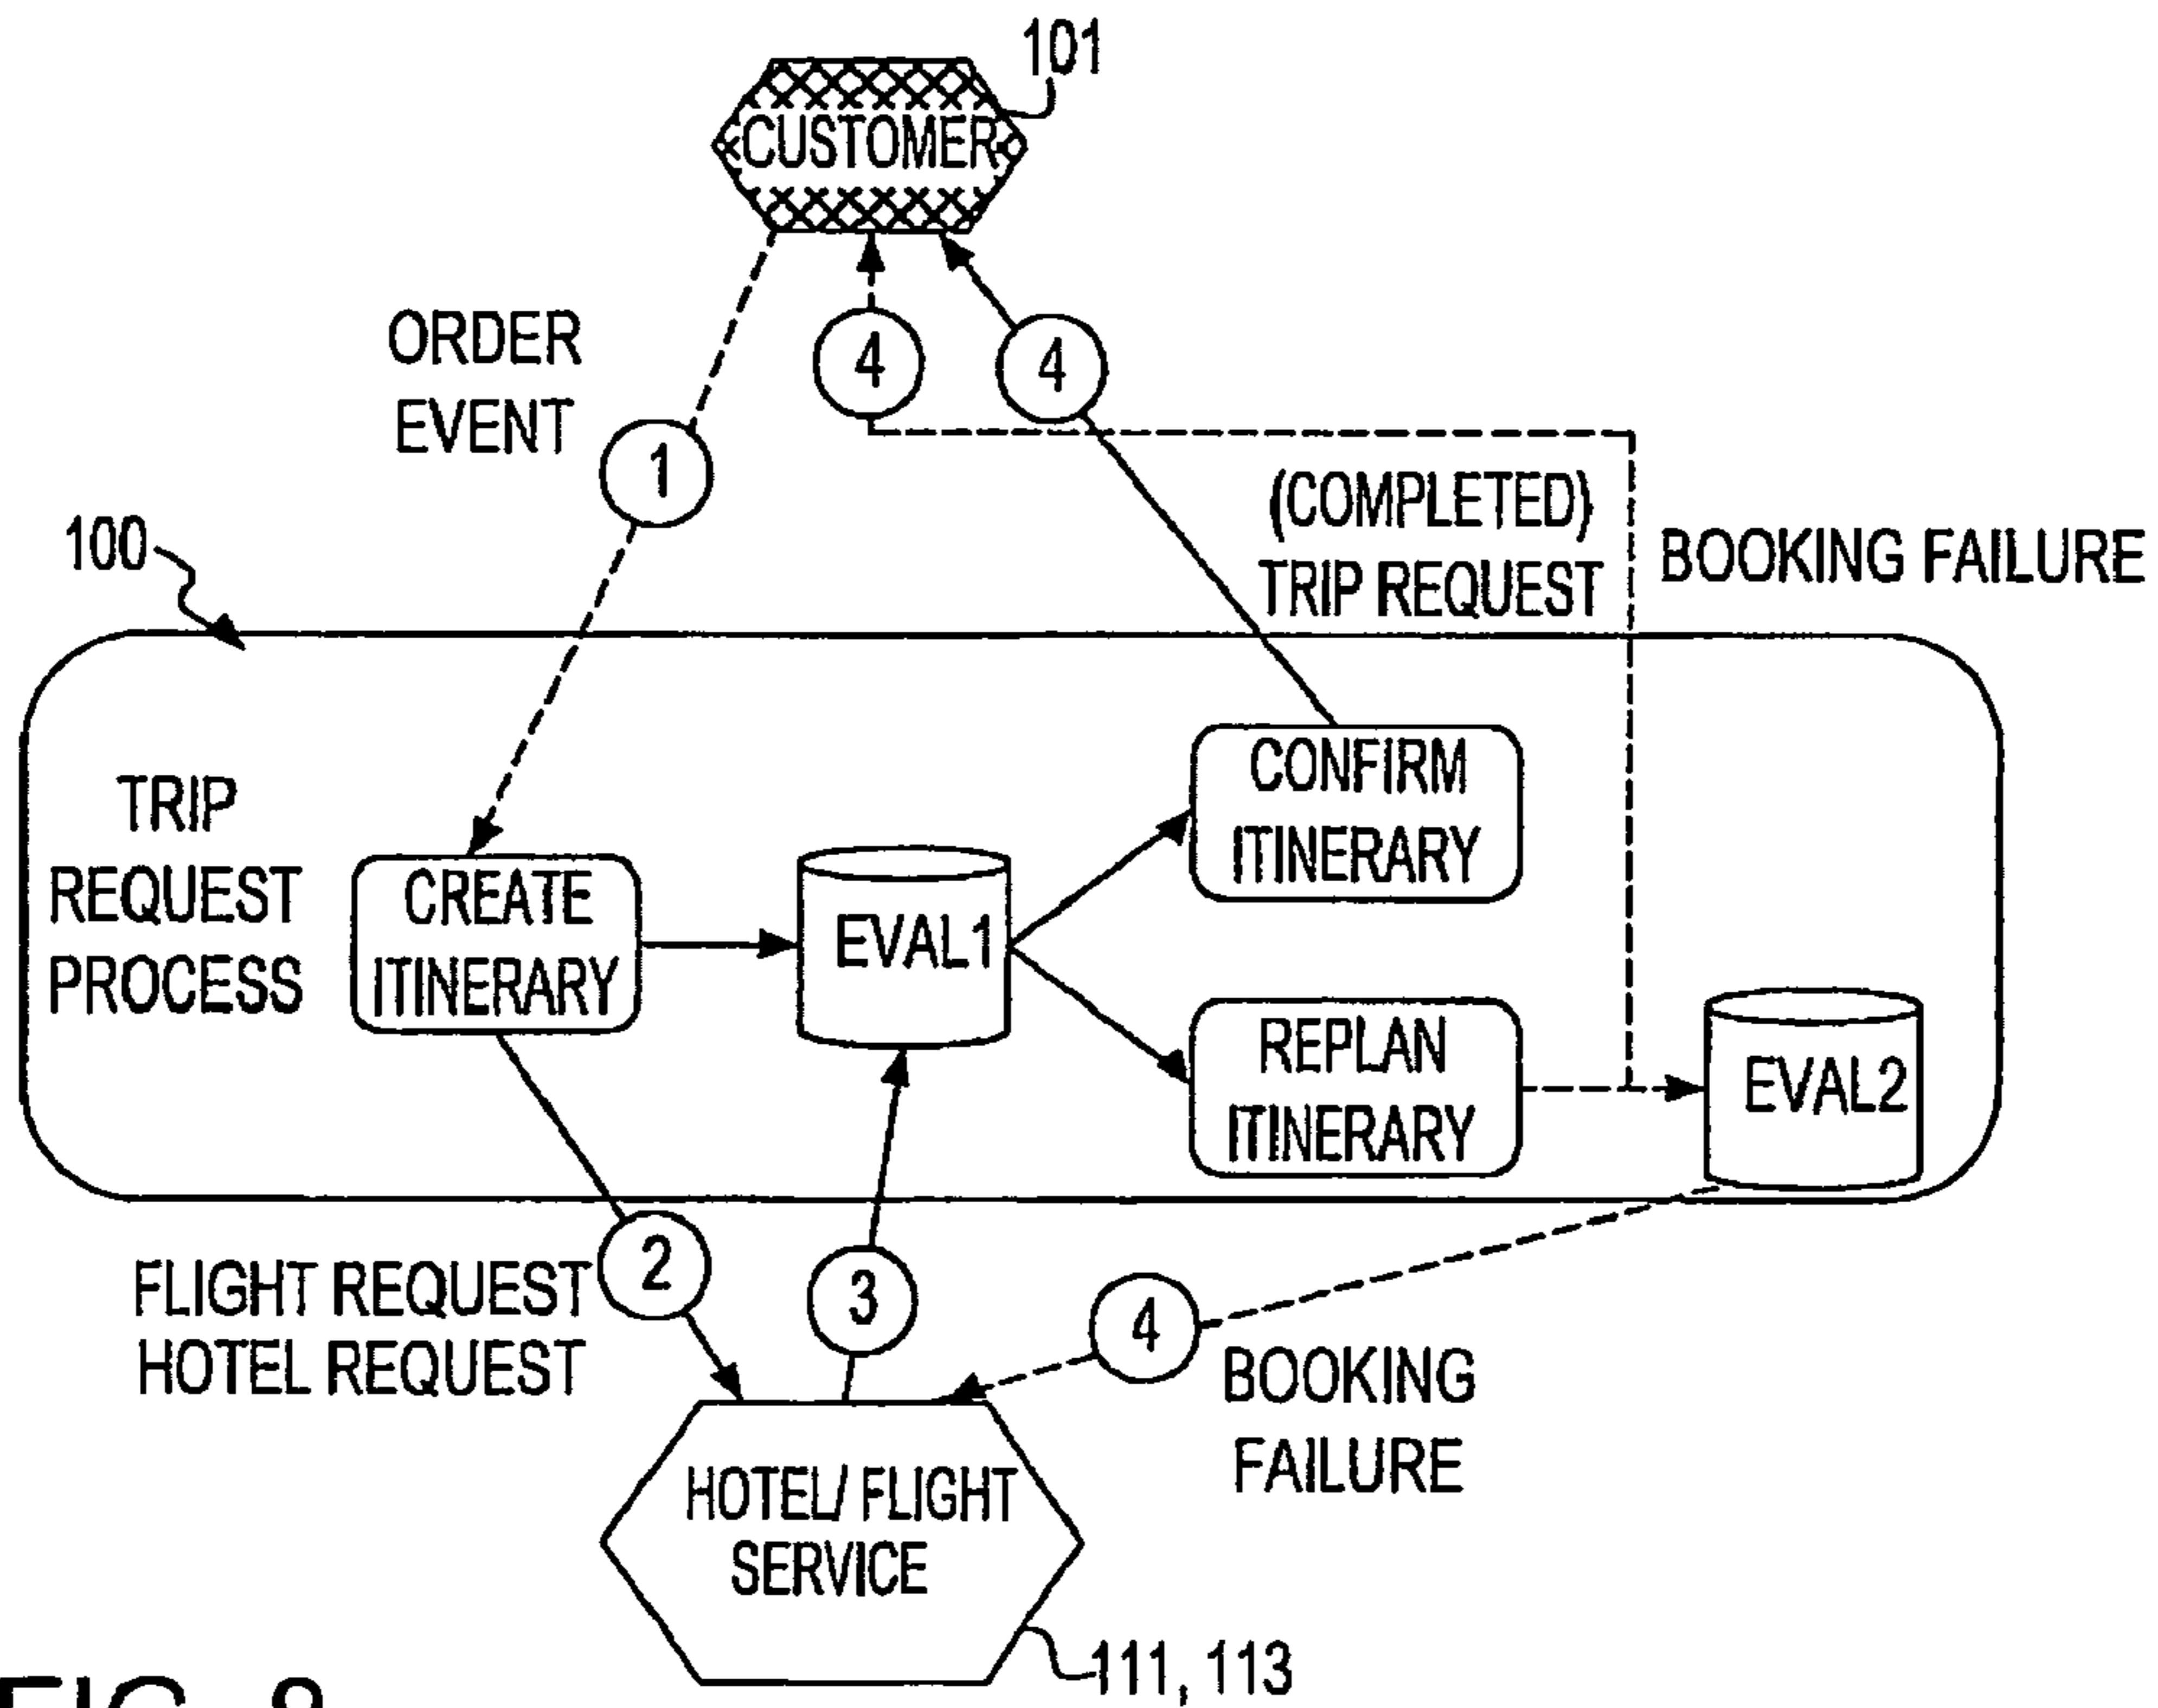 101
CUSTOMER
ORDER
EVENT
4
4
1
(COMPLETED)
TRIP REQUEST
BOOKING FAILURE
100
TRIP
REQUEST
PROCESS
CREATE
ITINERARY
EVAL1
CONFIRM
ITINERARY
REPLAN
ITINERARY
EVAL2
FLIGHT REQUEST
HOTEL REQUEST
2
3
4
BOOKING
FAILURE
HOTEL/ FLIGHT
SERVICE
111, 113